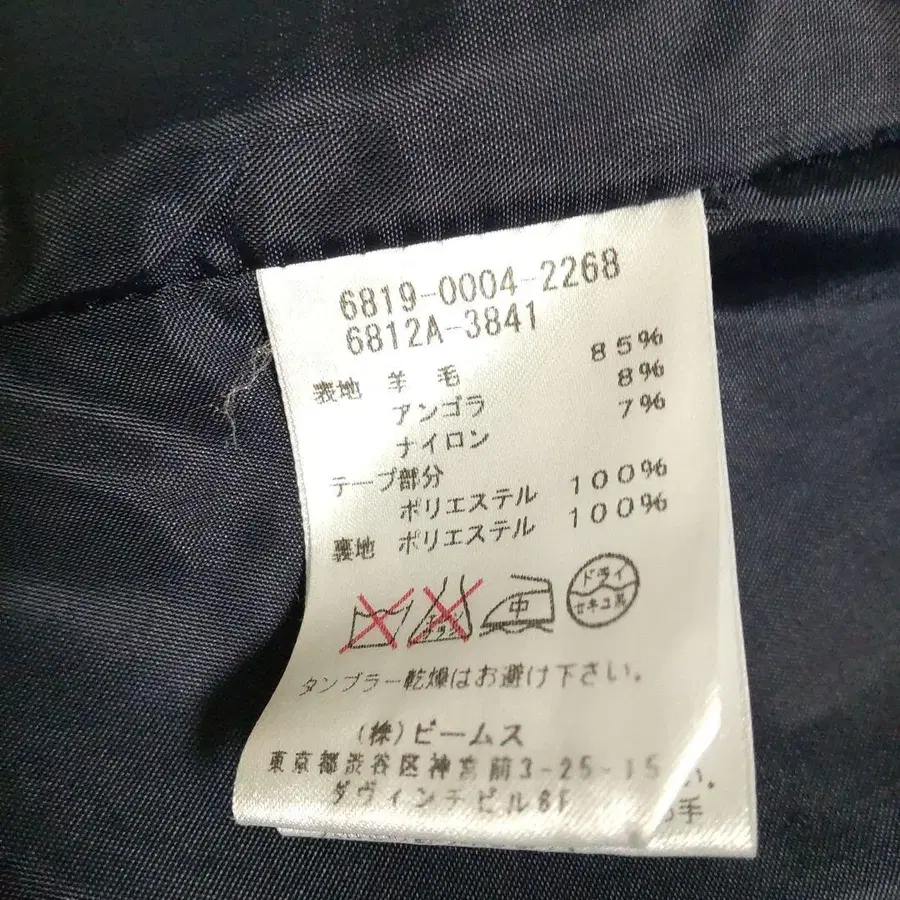 6819-0004-2268
6812A-3841
表地 羊毛 85%
アンゴラ 8%
ナイロン 7%
テープ部分
ポリエステル 100%
裏地 ポリエステル 100%
中
ドライ
セキユ系
タンブラー乾燥はお避け下さい。
(株)ビームス
東京都渋谷区神宮前3-25-15
ダヴィンチビル8F
い。
手